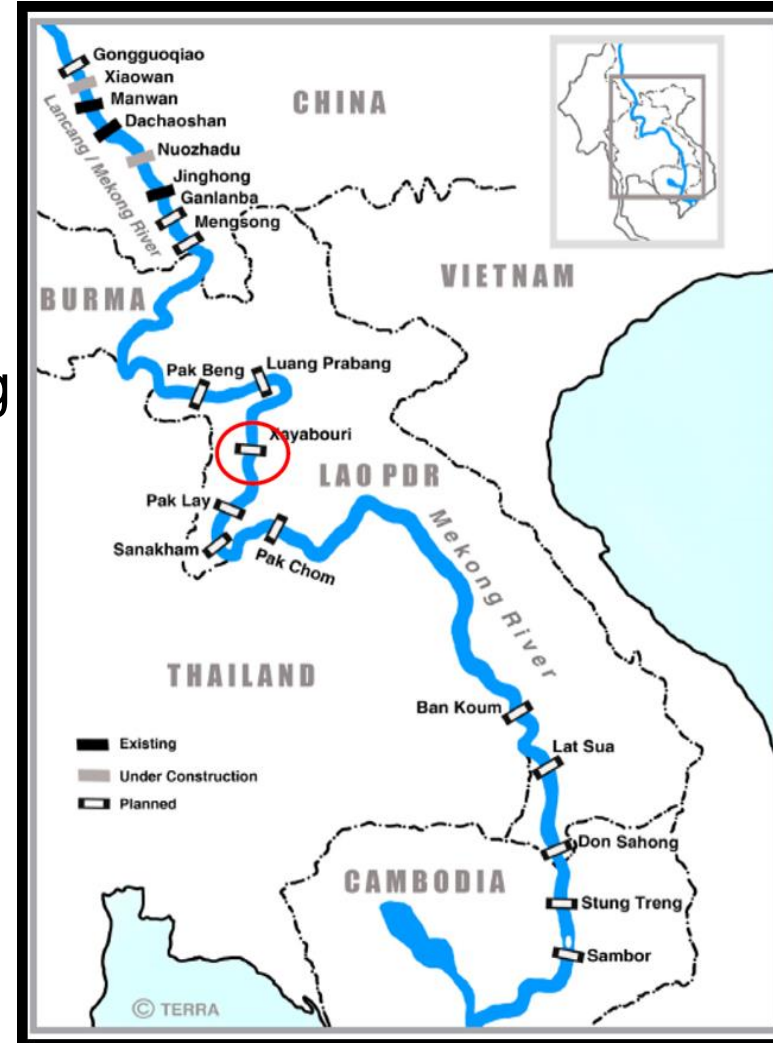 Gongguoqiao
Xiaowan
Manwan
Dachaoshan
Nuozhadu
Jinghong
Ganlanba
Mengsong
Lancang / Mekong River
CHINA
BURMA
VIETNAM
Pak Beng
Luang Prabang
Xayabouri
LAO PDR
Pak Lay
Sanakham
Pak Chom
Mekong River
THAILAND
Ban Koum
Lat Sua
Existing
Under Construction
Planned
Don Sahong
CAMBODIA
Stung Treng
Sambor
© TERRA
g